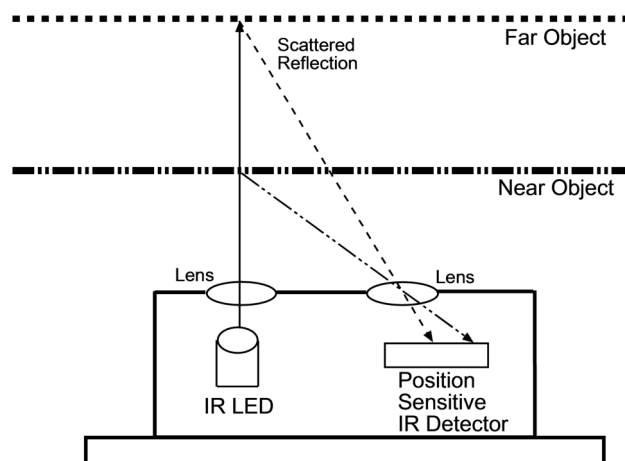 Scattered
Reflection
Far Object
Near Object
Lens
Lens
IR LED
Position
Sensitive
IR Detector